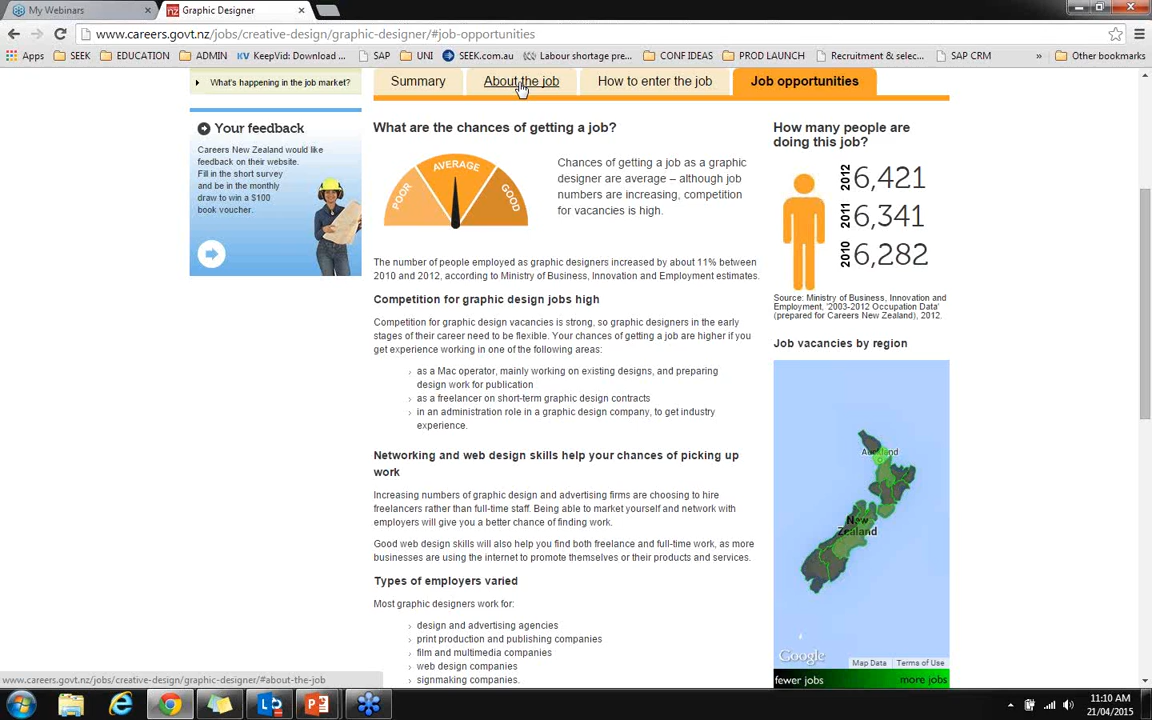 My Webinars
Graphic Designer
www.careers.govt.nz/jobs/creative-design/graphic-designer/#job-opportunities
Apps SEEK EDUCATION ADMIN KV KeepVid: Download ... SAP UNI SEEK.com.au Labour shortage pre... CONF IDEAS PROD LAUNCH Recruitment & selec... SAP CRM » Other bookmarks
What's happening in the job market?
Summary About the job How to enter the job Job opportunities
Your feedback
Careers New Zealand would like
feedback on their website.
Fill in the short survey
and be in the monthly
draw to win a $100
book voucher.
What are the chances of getting a job?
POOR AVERAGE GOOD
Chances of getting a job as a graphic
designer are average – although job
numbers are increasing, competition
for vacancies is high.
The number of people employed as graphic designers increased by about 11% between
2010 and 2012, according to Ministry of Business, Innovation and Employment estimates.
Competition for graphic design jobs high
Competition for graphic design vacancies is strong, so graphic designers in the early
stages of their career need to be flexible. Your chances of getting a job are higher if you
get experience working in one of the following areas:
as a Mac operator, mainly working on existing designs, and preparing
design work for publication
as a freelancer on short-term graphic design contracts
in an administration role in a graphic design company, to get industry
experience.
Networking and web design skills help your chances of picking up
work
Increasing numbers of graphic design and advertising firms are choosing to hire
freelancers rather than full-time staff. Being able to market yourself and network with
employers will give you a better chance of finding work.
Good web design skills will also help you find both freelance and full-time work, as more
businesses are using the internet to promote themselves or their products and services.
Types of employers varied
Most graphic designers work for:
design and advertising agencies
print production and publishing companies
film and multimedia companies
web design companies
signmaking companies.
How many people are
doing this job?
2012 6,421
2011 6,341
2010 6,282
Source: Ministry of Business, Innovation and
Employment, '2003-2012 Occupation Data'
(prepared for Careers New Zealand), 2012.
Job vacancies by region
Auckland
New
Zealand
Google Map Data Terms of Use
fewer jobs more jobs
www.careers.govt.nz/jobs/creative-design/graphic-designer/#about-the-job
11:10 AM
21/04/2015